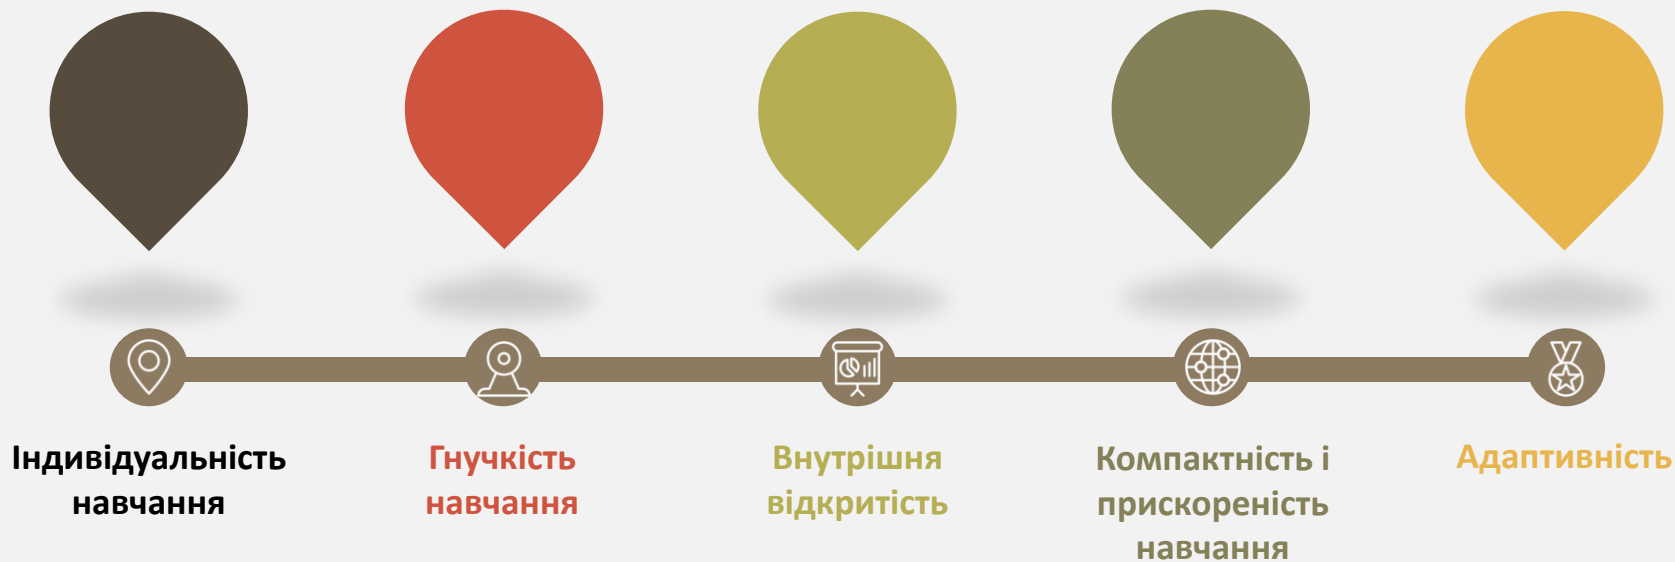 Індивідуальність
навчання
Гнучкість
навчання
Внутрішня
відкритість
Компактність і
прискореність
навчання
Адаптивність